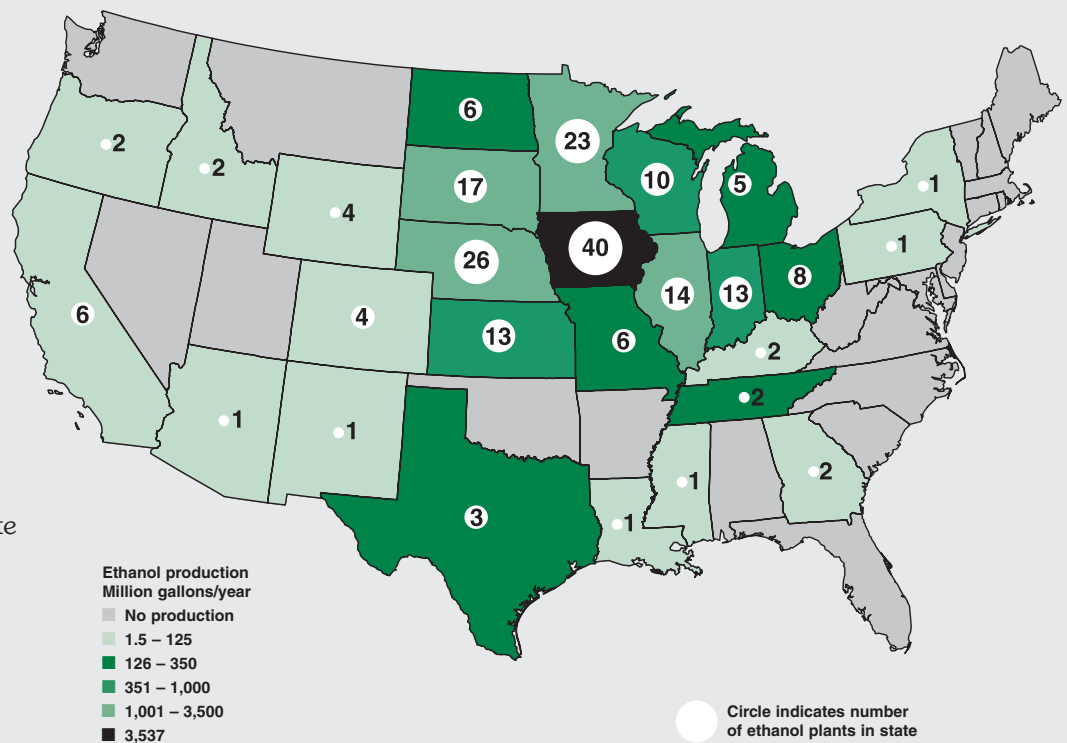 6
23
2
10
5
2
17
1
4
1
40
26
8
14
13
6
4
13
6
2
2
1
1
2
1
3
1
te
Ethanol production
Million gallons/year
No production
1.5 – 125
126 – 350
351 – 1,000
1,001 – 3,500
3,537
Circle indicates number
of ethanol plants in state